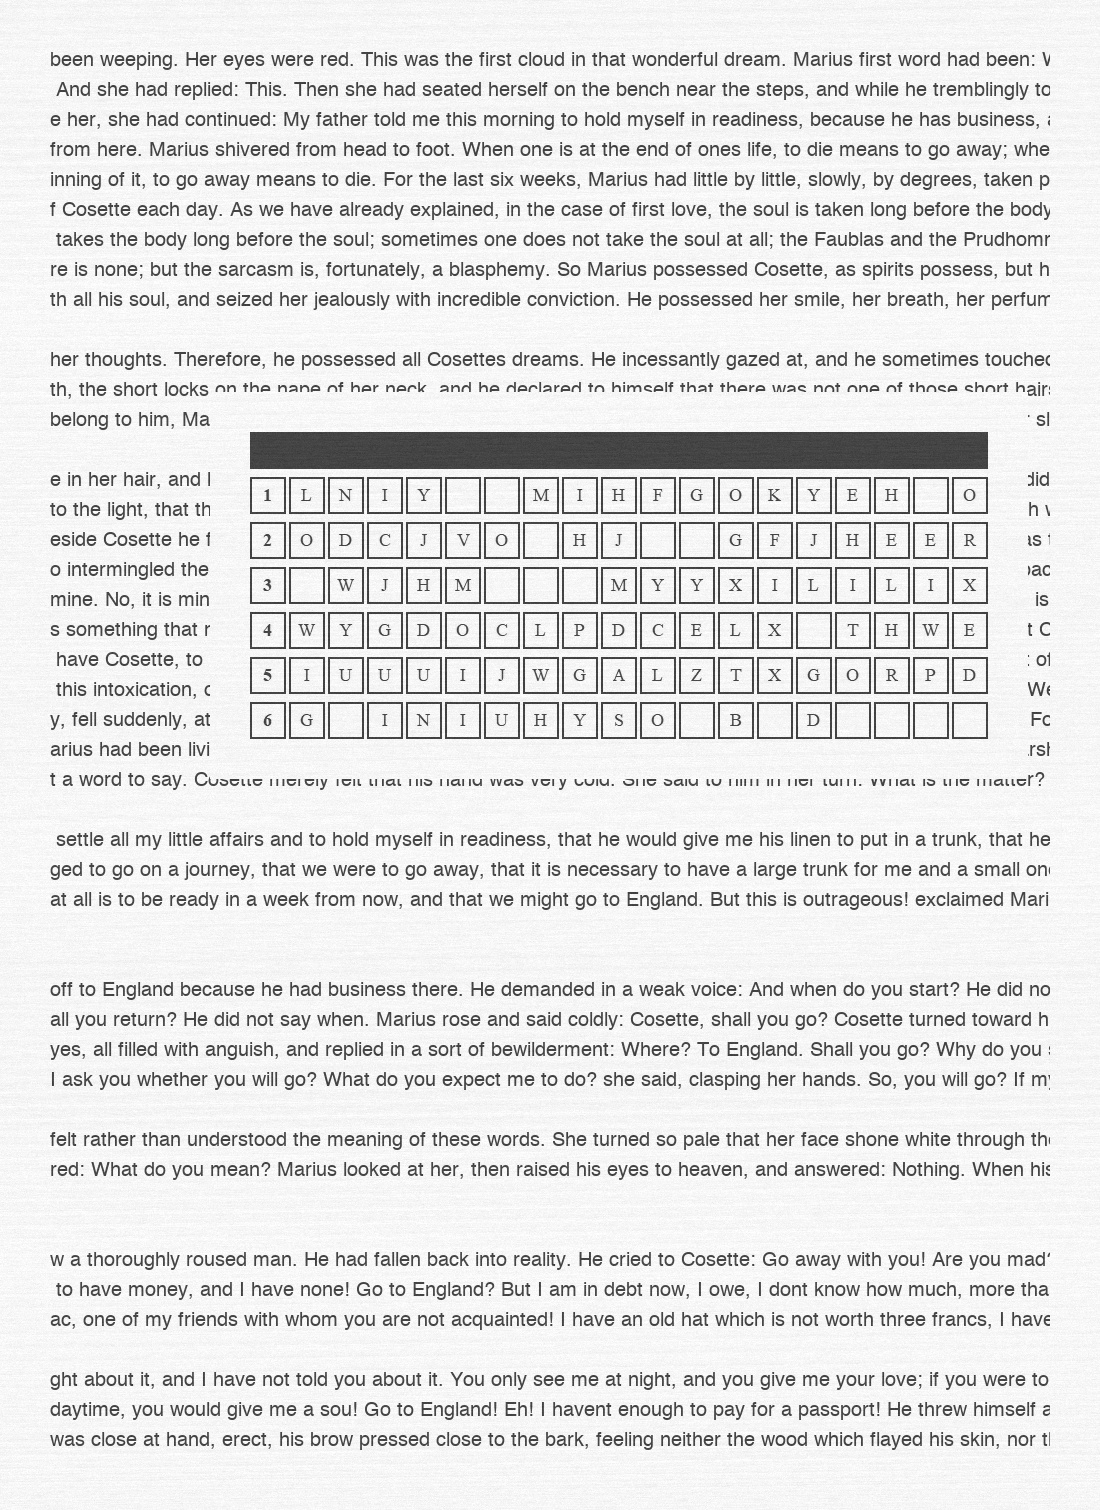 been weeping. Her eyes were red. This was the first cloud in that wonderful dream. Marius first word had been:
And she had replied: This. Then she had seated herself on the bench near the steps, and while he tremblingly to
e her, she had continued: My father told me this morning to hold myself in readiness, because he has business,
from here. Marius shivered from head to foot. When one is at the end of ones life, to die means to go away; whe
inning of it, to go away means to die. For the last six weeks, Marius had little by little, slowly, by degrees, taken p
f Cosette each day. As we have already explained, in the case of first love, the soul is taken long before the body
takes the body long before the soul; sometimes one does not take the soul at all; the Faublas and the Prudhomm
re is none; but the sarcasm is, fortunately, a blasphemy. So Marius possessed Cosette, as spirits possess, but h
th all his soul, and seized her jealously with incredible conviction. He possessed her smile, her breath, her perfum
her thoughts. Therefore, he possessed all Cosettes dreams. He incessantly gazed at, and he sometimes touched
th, the short locks on the nape of her neck, and he declared to himself that there was not one of those short hairs
belong to him, Ma sl
1 L N I Y M I H F G O K Y E H O
e in her hair, and did
to the light, that th h
2 O D C J V O H J G F J H E E R
eside Cosette he f as
o intermingled the
3 W J H M M Y Y X I L I L I X
mine. No, it is min is
s something that t C
4 W Y G D O C L P D C E L X T H W E
have Cosette, to of
5 I U U U I J W G A L Z T X G O R P D
this intoxication, We
y, fell suddenly, at Fo
6 G I N I U H Y S O B D
arius had been livi rsh
t a word to say. Cosette merely felt that his hand was very cold. She said to him in her turn: What is the matter?
settle all my little affairs and to hold myself in readiness, that he would give me his linen to put in a trunk, that he
ged to go on a journey, that we were to go away, that it is necessary to have a large trunk for me and a small one
at all is to be ready in a week from now, and that we might go to England. But this is outrageous! exclaimed Mari
off to England because he had business there. He demanded in a weak voice: And when do you start? He did no
all you return? He did not say when. Marius rose and said coldly: Cosette, shall you go? Cosette turned toward h
yes, all filled with anguish, and replied in a sort of bewilderment: Where? To England. Shall you go? Why do you
I ask you whether you will go? What do you expect me to do? she said, clasping her hands. So, you will go? If my
felt rather than understood the meaning of these words. She turned so pale that her face shone white through the
red: What do you mean? Marius looked at her, then raised his eyes to heaven, and answered: Nothing. When his
w a thoroughly roused man. He had fallen back into reality. He cried to Cosette: Go away with you! Are you mad?
to have money, and I have none! Go to England? But I am in debt now, I owe, I dont know how much, more tha
ac, one of my friends with whom you are not acquainted! I have an old hat which is not worth three francs, I have
ght about it, and I have not told you about it. You only see me at night, and you give me your love; if you were to
daytime, you would give me a sou! Go to England! Eh! I havent enough to pay for a passport! He threw himself a
was close at hand, erect, his brow pressed close to the bark, feeling neither the wood which flayed his skin, nor t